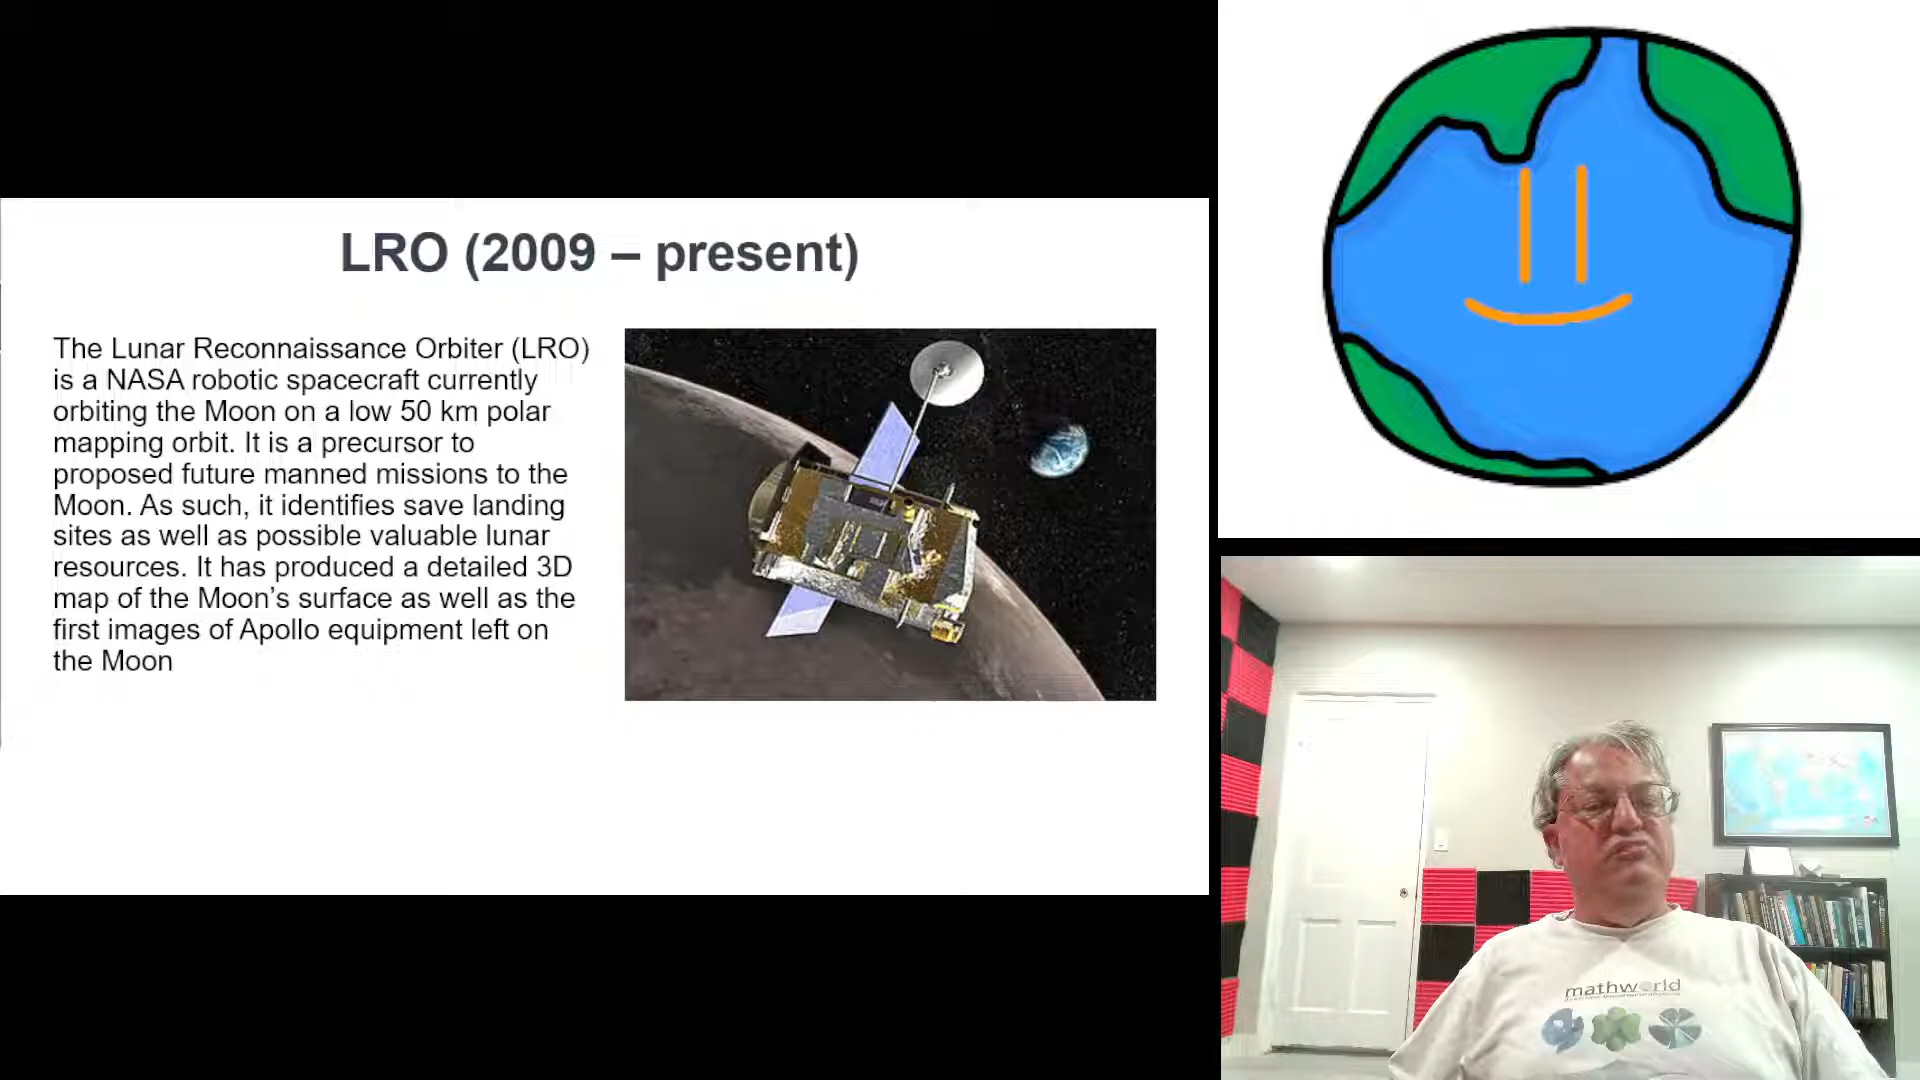 LRO (2009 – present)
The Lunar Reconnaissance Orbiter (LRO)
is a NASA robotic spacecraft currently
orbiting the Moon on a low 50 km polar
mapping orbit. It is a precursor to
proposed future manned missions to the
Moon. As such, it identifies save landing
sites as well as possible valuable lunar
resources. It has produced a detailed 3D
map of the Moon’s surface as well as the
first images of Apollo equipment left on
the Moon
mathworld